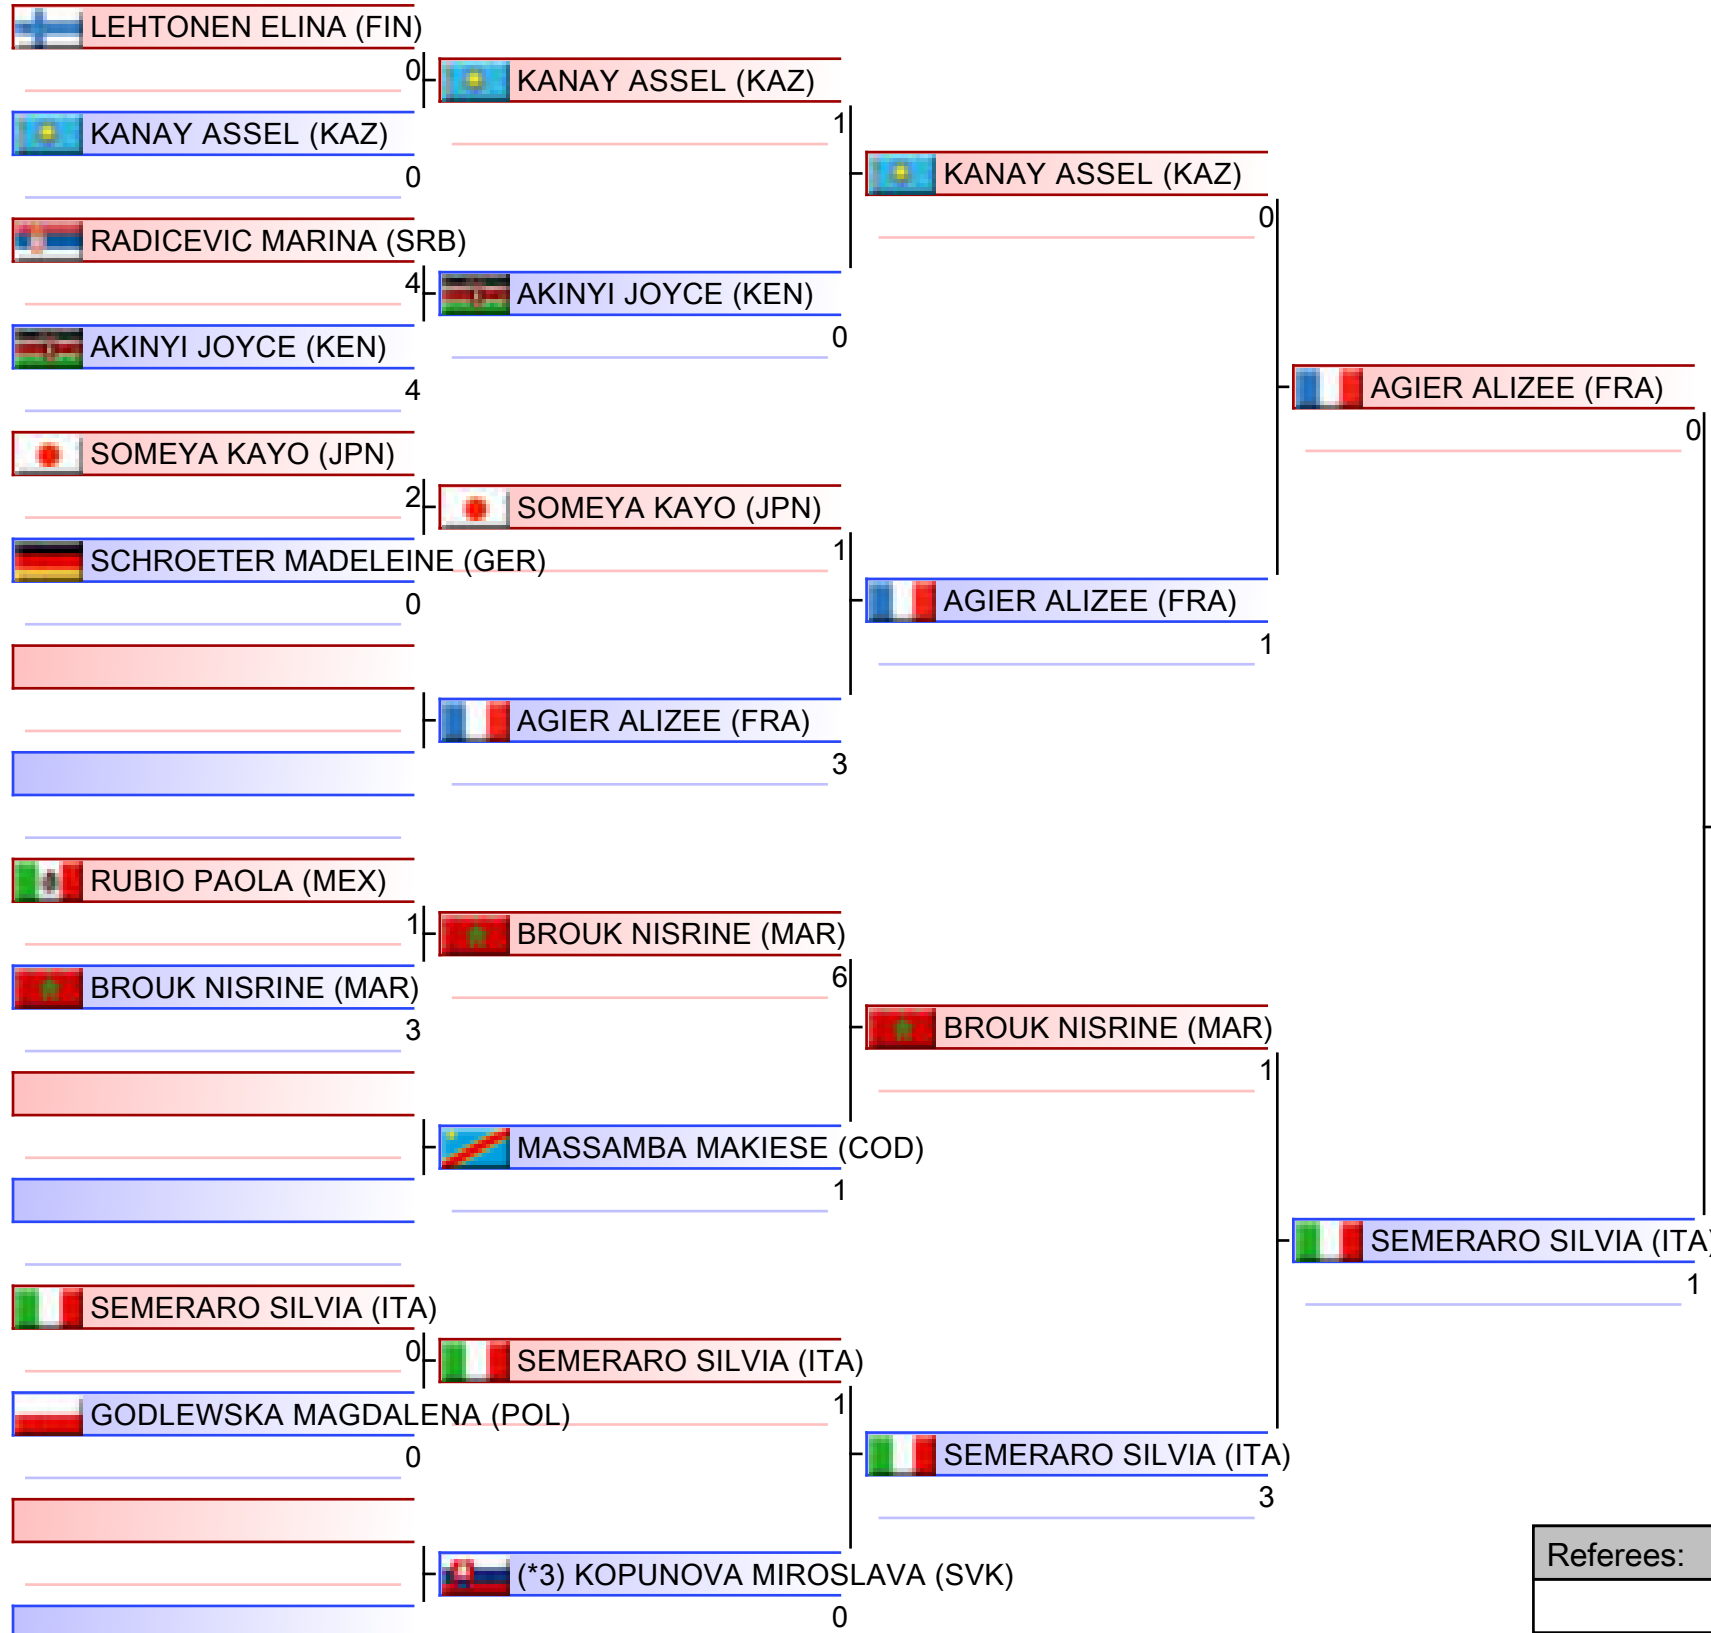 LEHTONEN ELINA (FIN)
0
KANAY ASSEL (KAZ)
0
RADICEVIC MARINA (SRB)
4
AKINYI JOYCE (KEN)
4
SOMEYA KAYO (JPN)
2
SCHROETER MADELEINE (GER)
0
RUBIO PAOLA (MEX)
1
BROUK NISRINE (MAR)
3
SEMERARO SILVIA (ITA)
0
GODLEWSKA MAGDALENA (POL)
0
KANAY ASSEL (KAZ)
1
AKINYI JOYCE (KEN)
0
SOMEYA KAYO (JPN)
1
AGIER ALIZEE (FRA)
3
BROUK NISRINE (MAR)
6
MASSAMBA MAKIESE (COD)
1
SEMERARO SILVIA (ITA)
1
(*3) KOPUNOVA MIROSLAVA (SVK)
0
KANAY ASSEL (KAZ)
0
AGIER ALIZEE (FRA)
1
BROUK NISRINE (MAR)
1
SEMERARO SILVIA (ITA)
3
AGIER ALIZEE (FRA)
0
SEMERARO SILVIA (ITA)
1
Referees: